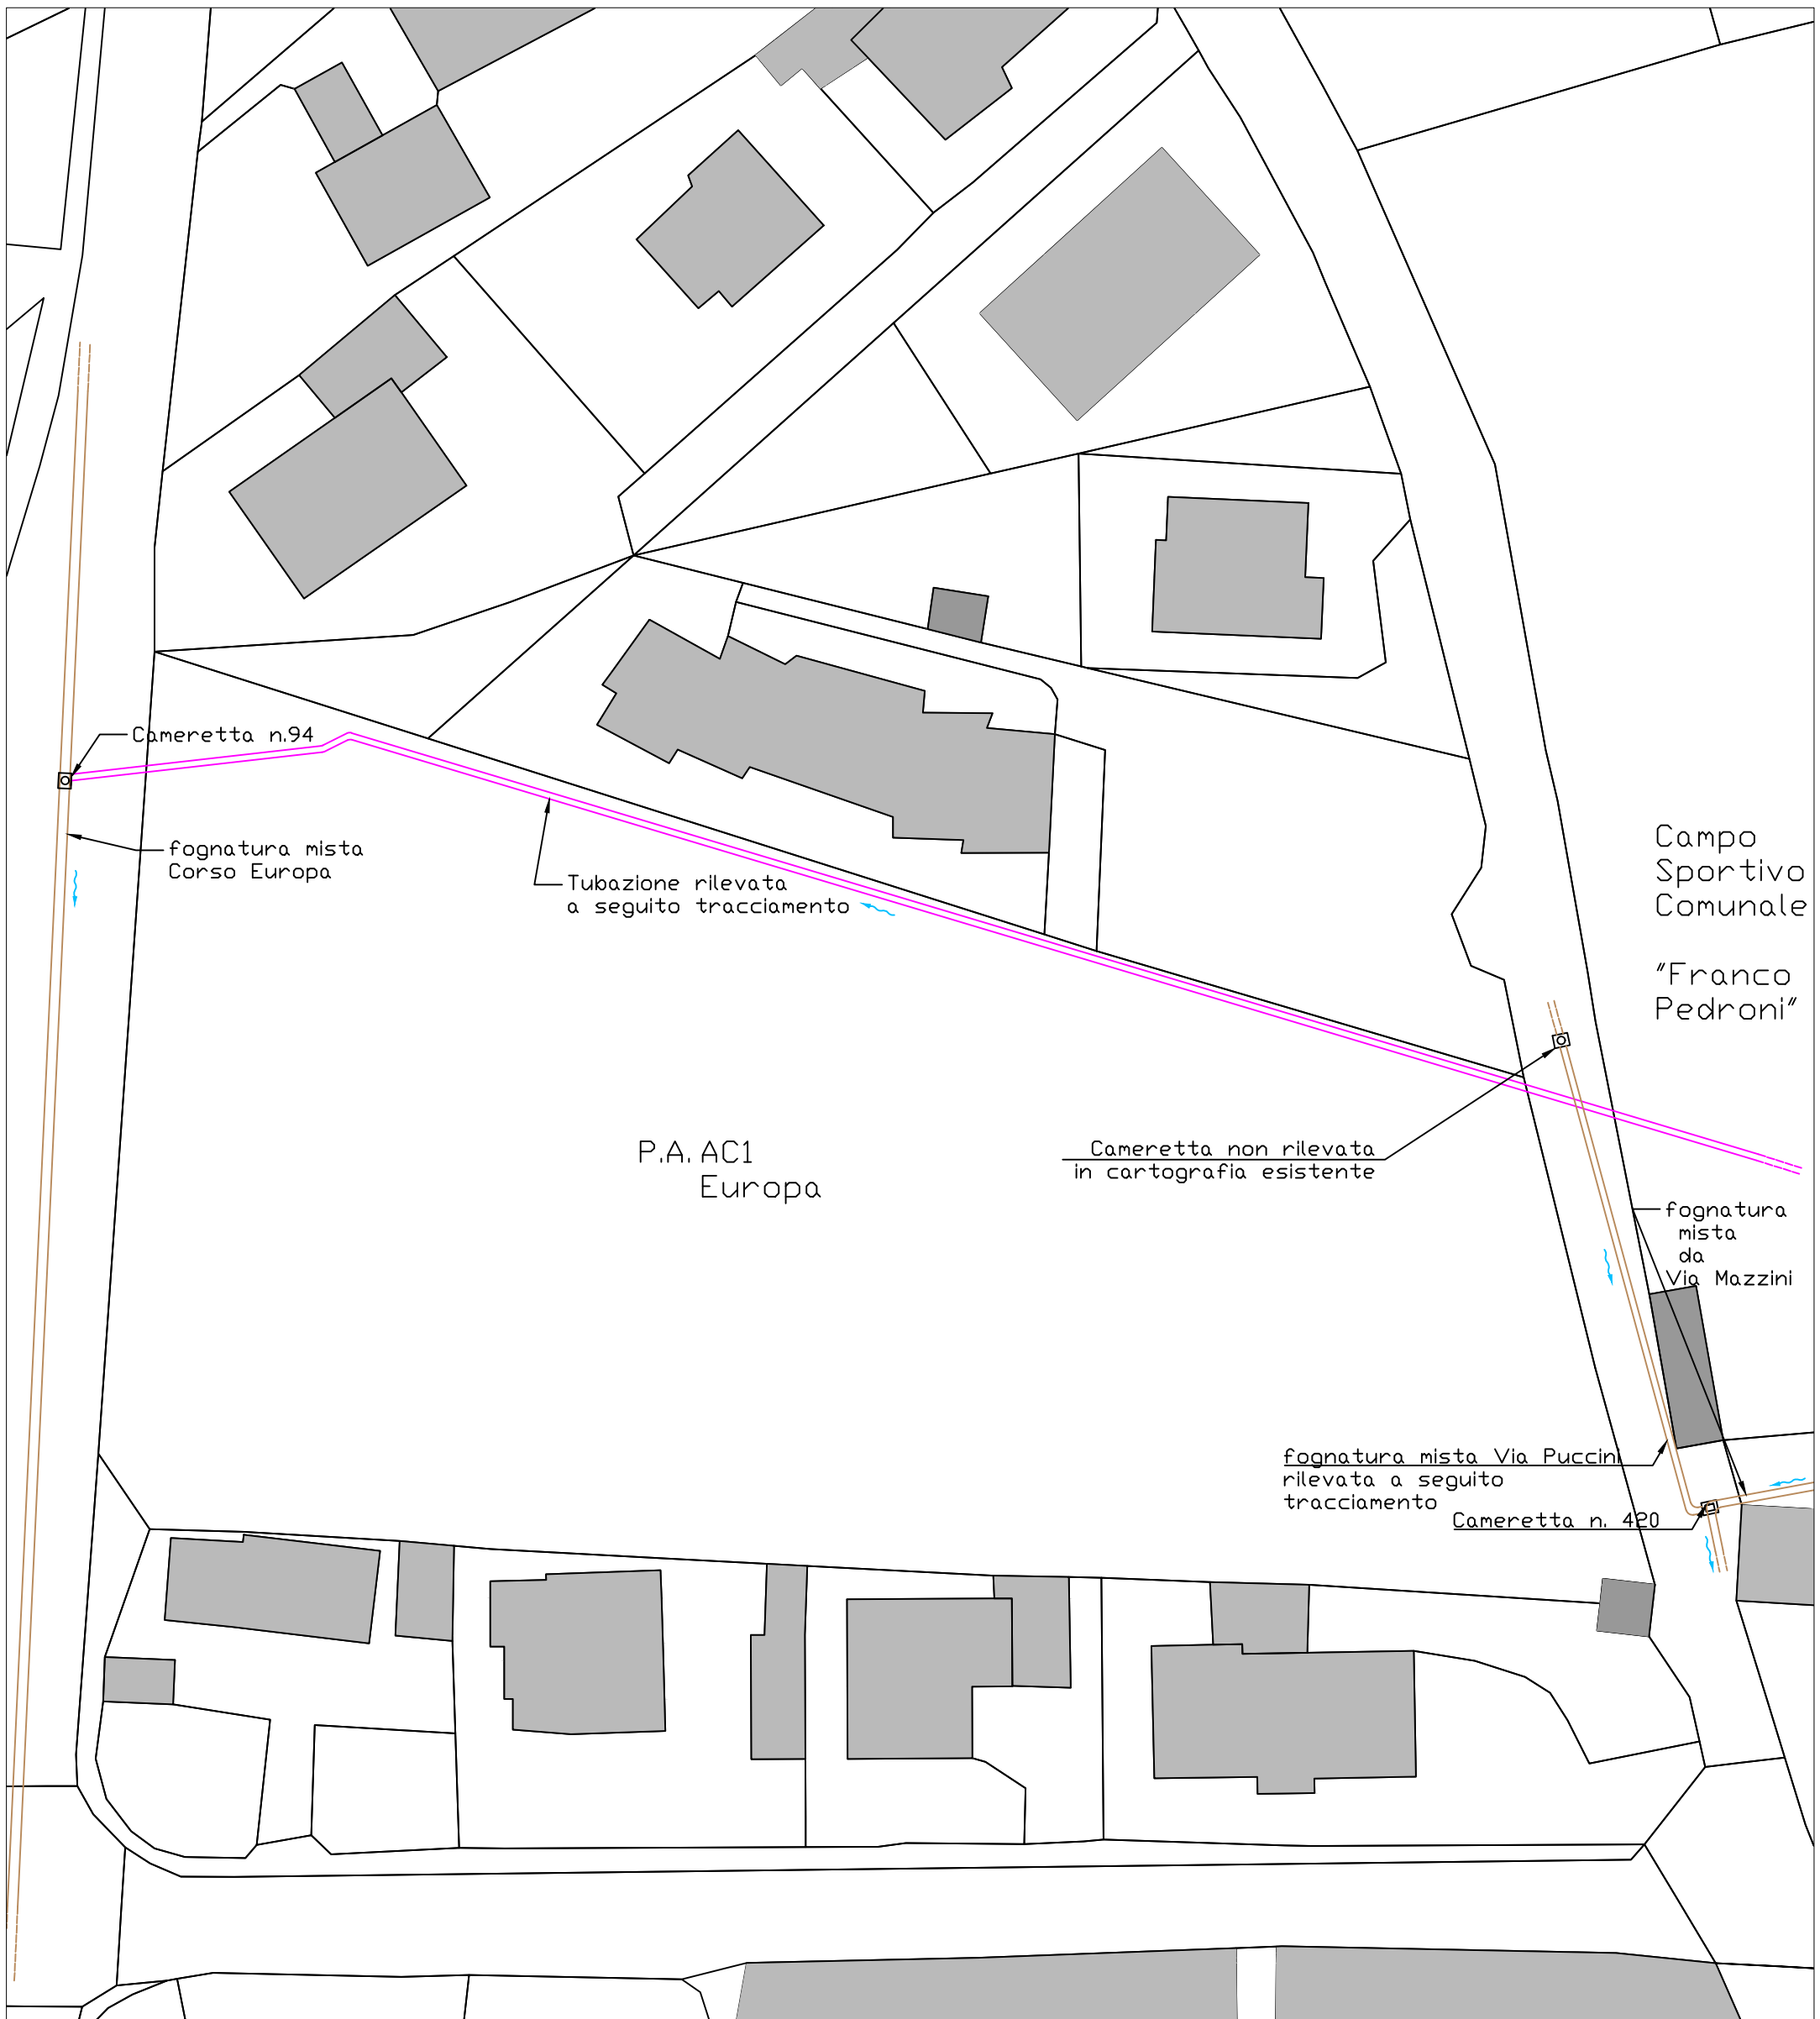 Cameretta n.94
fognatura mista
Corso Europa
Tubazione rilevata
a seguito tracciamento
Campo
Sportivo
Comunale
"Franco
Pedroni"
P.A. AC1
Europa
Cameretta non rilevata
in cartografia esistente
fognatura
mista
da
Via Mazzini
fognatura mista Via Puccini
rilevata a seguito
tracciamento
Cameretta n. 420